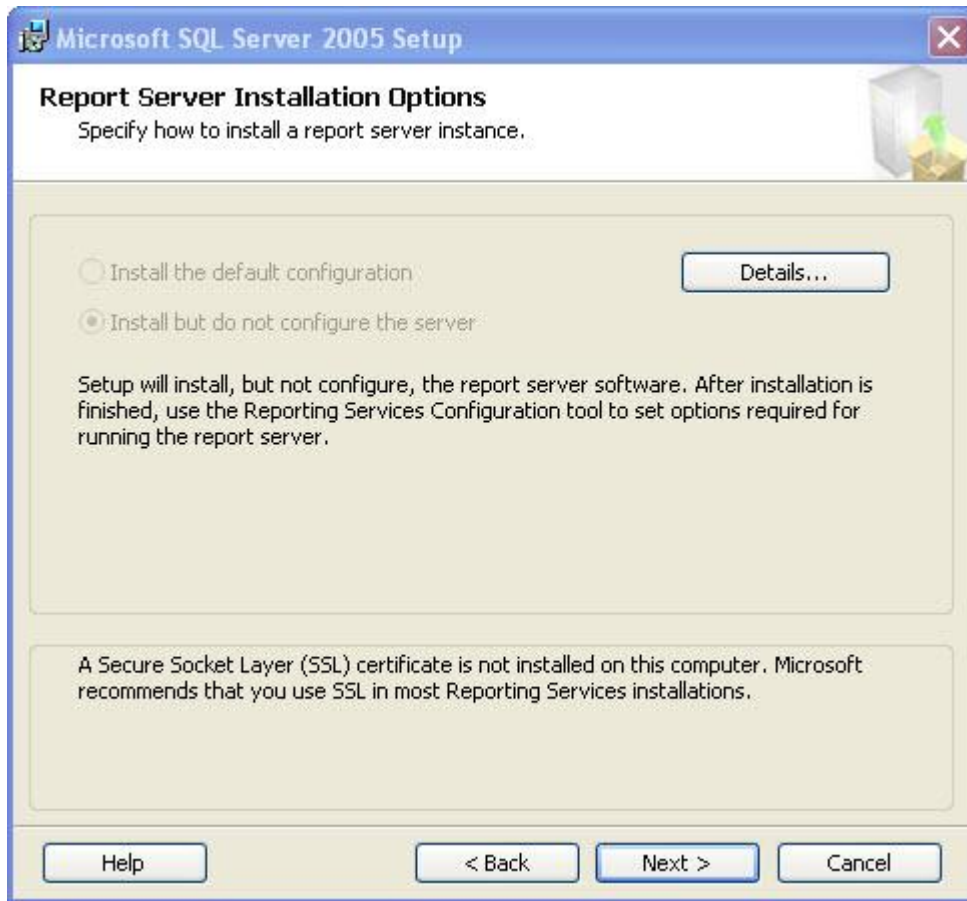 Microsoft SQL Server 2005 Setup
Report Server Installation Options
Specify how to install a report server instance.
Install the default configuration
Details...
Install but do not configure the server
Setup will install, but not configure, the report server software. After installation is
finished, use the Reporting Services Configuration tool to set options required for
running the report server.
A Secure Socket Layer (SSL) certificate is not installed on this computer. Microsoft
recommends that you use SSL in most Reporting Services installations.
Help
< Back
Next >
Cancel